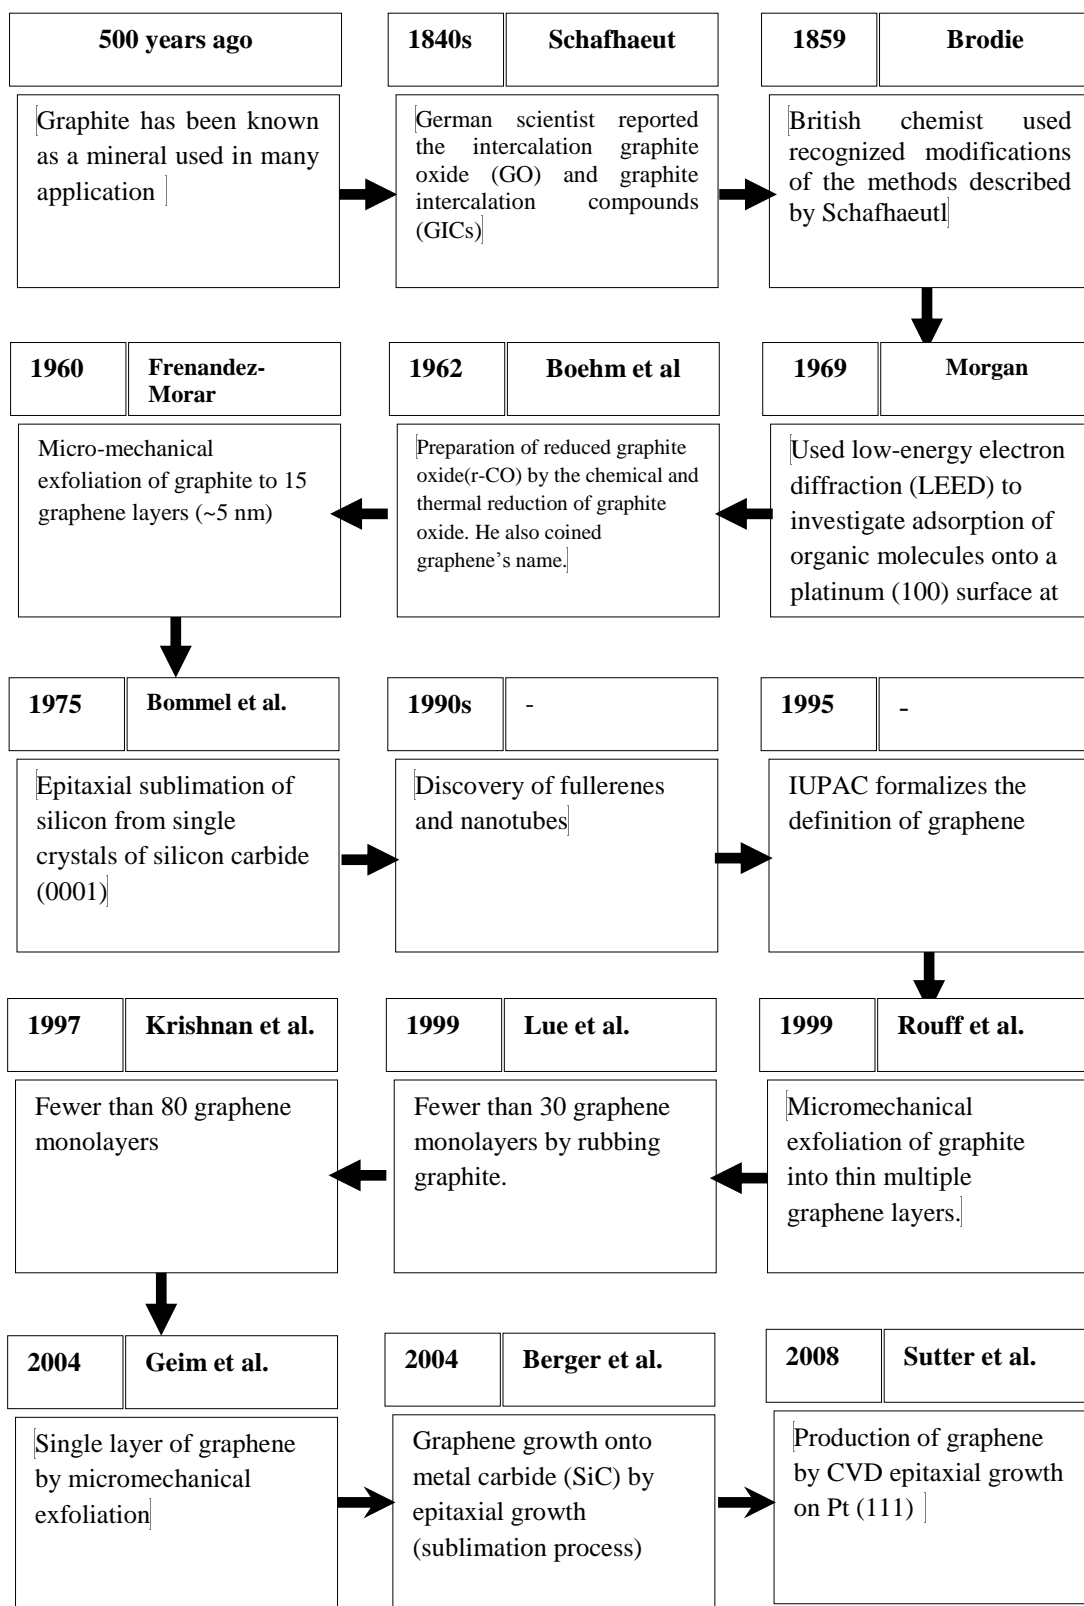 500 years ago
Graphite has been known
as a mineral used in many
application
1840s Schafhaeut
German scientist reported
the intercalation graphite
oxide (GO) and graphite
intercalation compounds
(GICs)
1859 Brodie
British chemist used
recognized modifications
of the methods described
by Schafhaeutl
1960 Frenandez-
Morar
Micro-mechanical
exfoliation of graphite to 15
graphene layers (~5 nm)
1962 Boehm et al
Preparation of reduced graphite
oxide(r-CO) by the chemical and
thermal reduction of graphite
oxide. He also coined
graphene’s name.
1969 Morgan
Used low-energy electron
diffraction (LEED) to
investigate adsorption of
organic molecules onto a
platinum (100) surface at
1975 Bommel et al.
Epitaxial sublimation of
silicon from single
crystals of silicon carbide
(0001)
1990s -
Discovery of fullerenes
and nanotubes
1995 -
IUPAC formalizes the
definition of graphene
1997 Krishnan et al.
Fewer than 80 graphene
monolayers
1999 Lue et al.
Fewer than 30 graphene
monolayers by rubbing
graphite.
1999 Rouff et al.
Micromechanical
exfoliation of graphite
into thin multiple
graphene layers.
2004 Geim et al.
Single layer of graphene
by micromechanical
exfoliation
2004 Berger et al.
Graphene growth onto
metal carbide (SiC) by
epitaxial growth
(sublimation process)
2008 Sutter et al.
Production of graphene
by CVD epitaxial growth
on Pt (111)